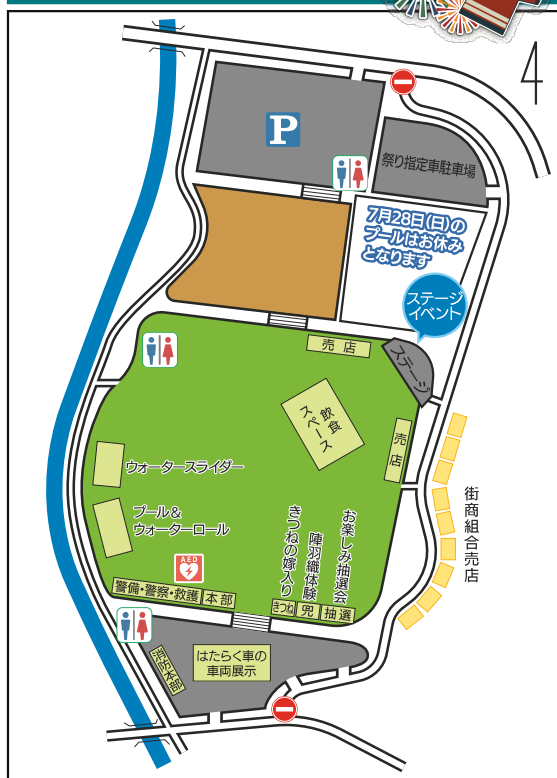 P
祭り指定車駐車場
7月28日(日)の
プールはお休み
となります
ステージ
イベント
ステージ
売店
飲食
スペース
売店
ウォータースライダー
プール&
ウォーターロール
街商組合売店
お楽しみ抽選会
陣羽織体験
きつねの嫁入り
AED
警備・警察・救護
本部
きつね
兜
抽選
消防本部
はたらく車の
車両展示